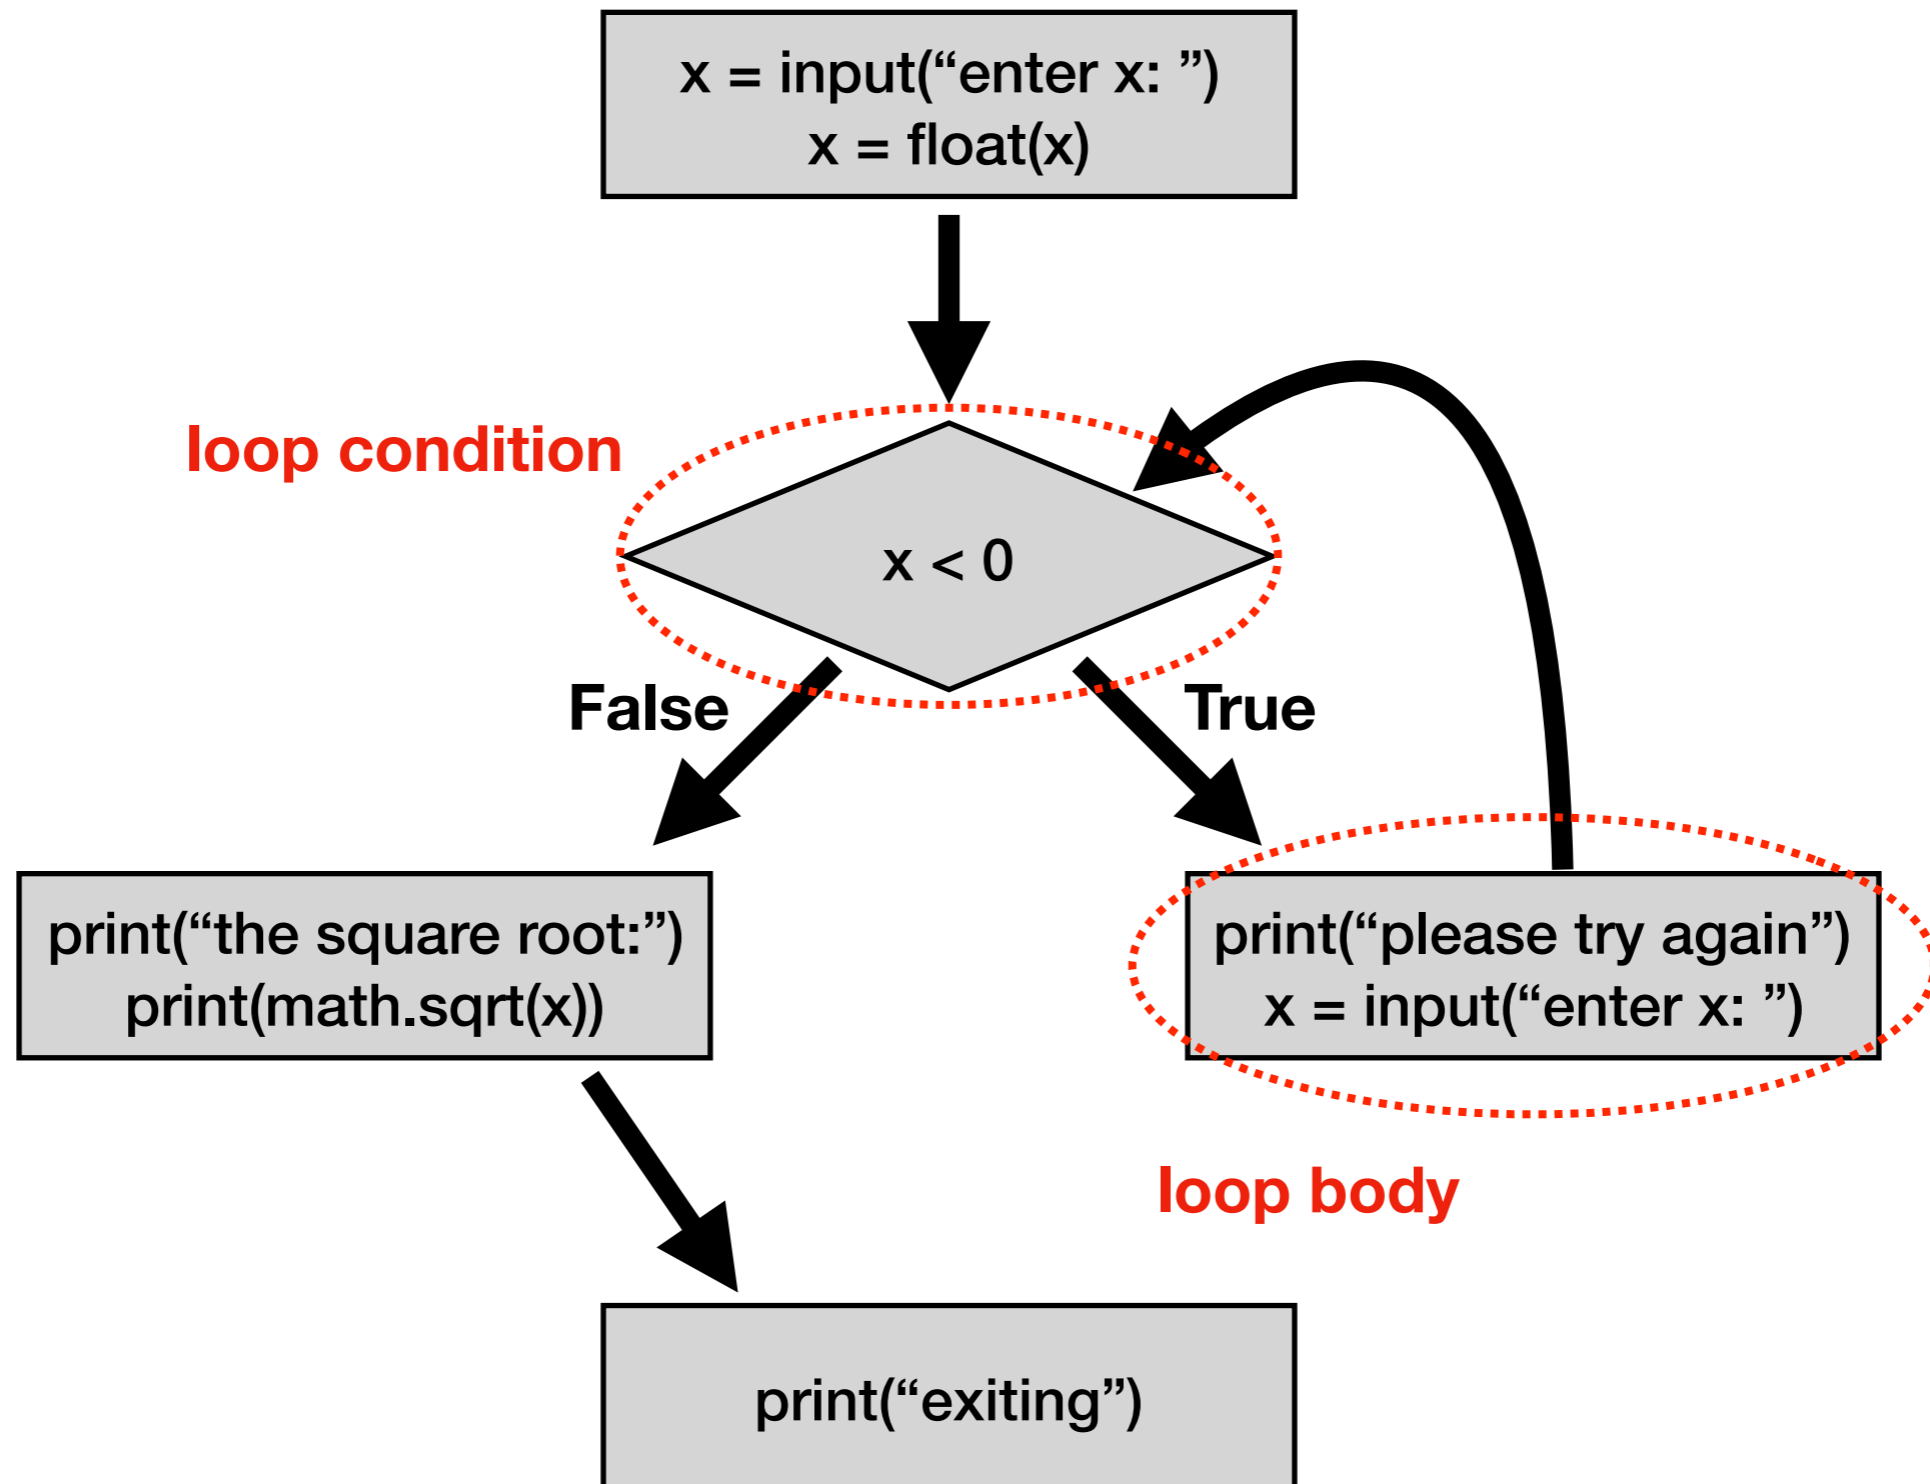 x = input(“enter x: ”)
x = float(x)
loop condition
x < 0
False
True
print(“the square root:”)
print(math.sqrt(x))
print(“please try again”)
x = input(“enter x: ”)
loop body
print(“exiting”)